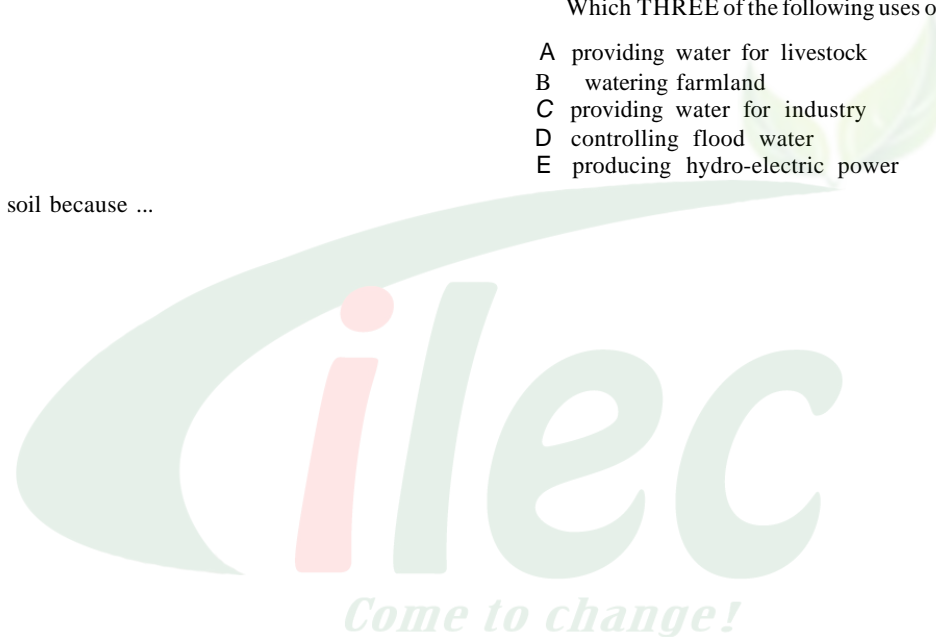 Which THREE of the following uses o
A providing water for livestock
B watering farmland
C providing water for industry
D controlling flood water
E producing hydro-electric power
soil because ...
ilec
Come to change!